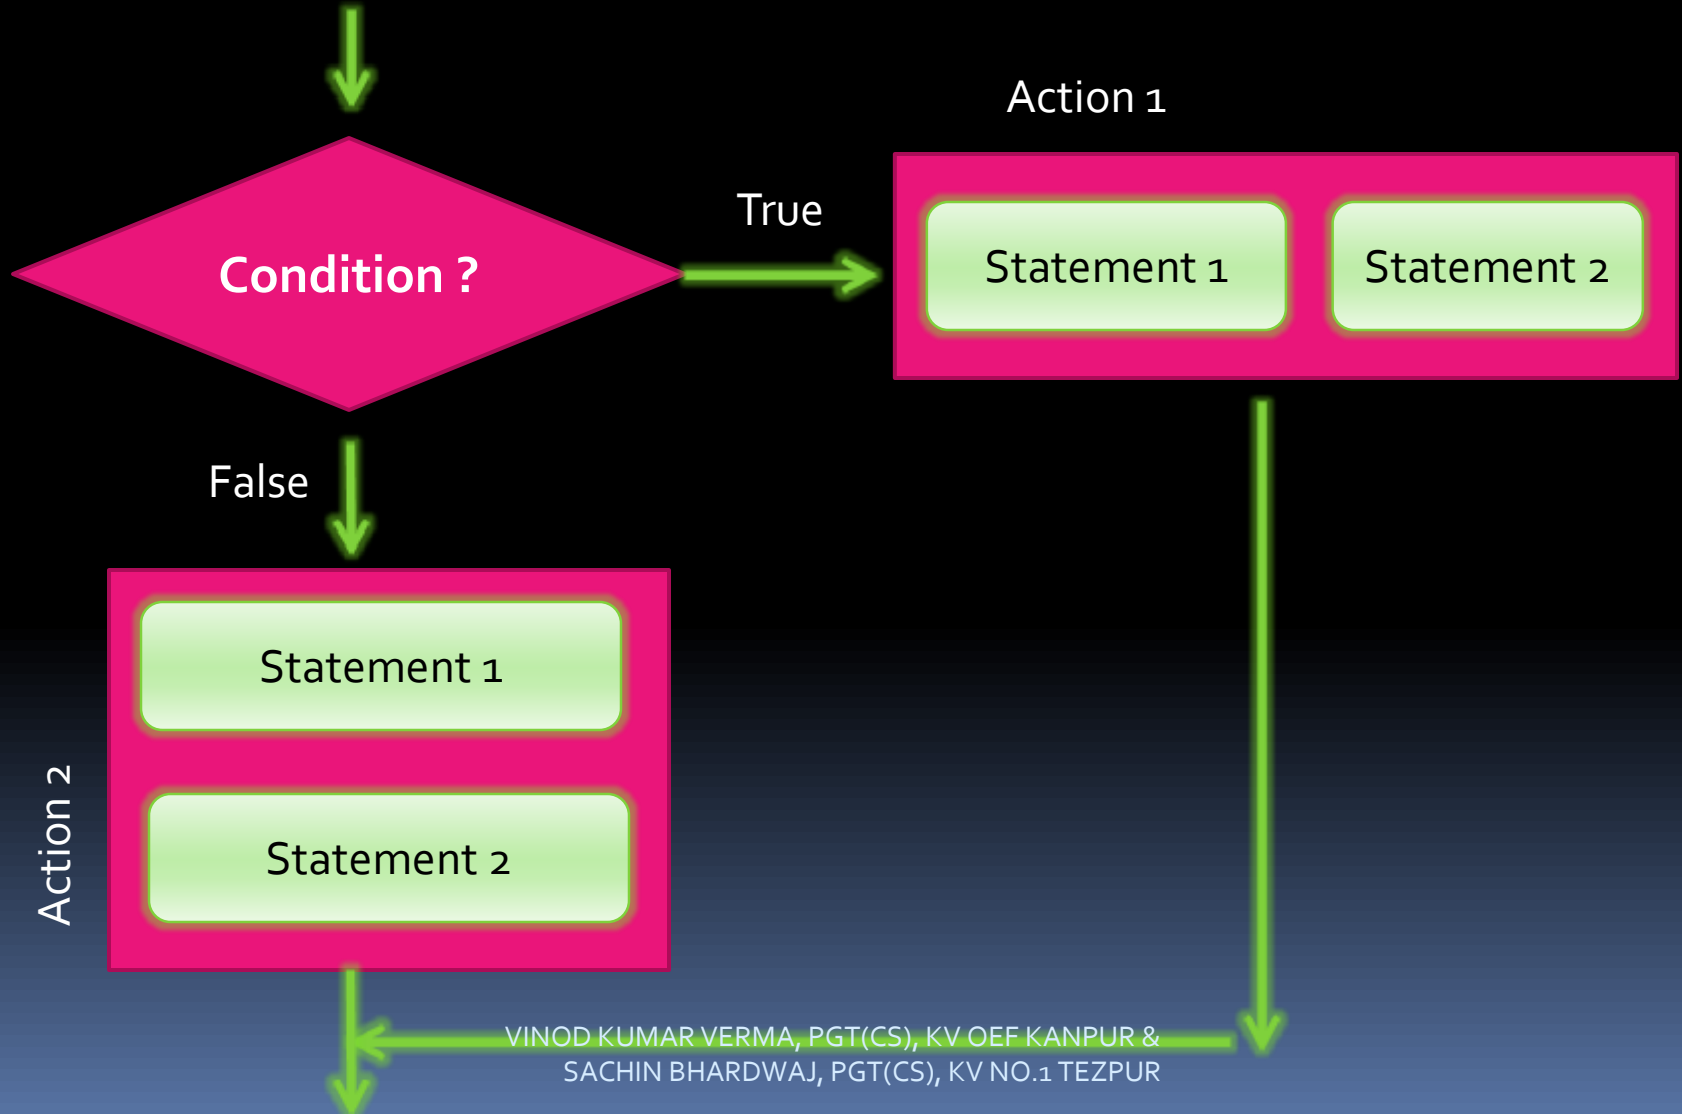 Action 1
True
Condition ?
Statement 1
Statement 2
False
Statement 1
Statement 2
Action 2
VINOD KUMAR VERMA, PGT(CS), KV OEF KANPUR &
SACHIN BHARDWAJ, PGT(CS), KV NO.1 TEZPUR